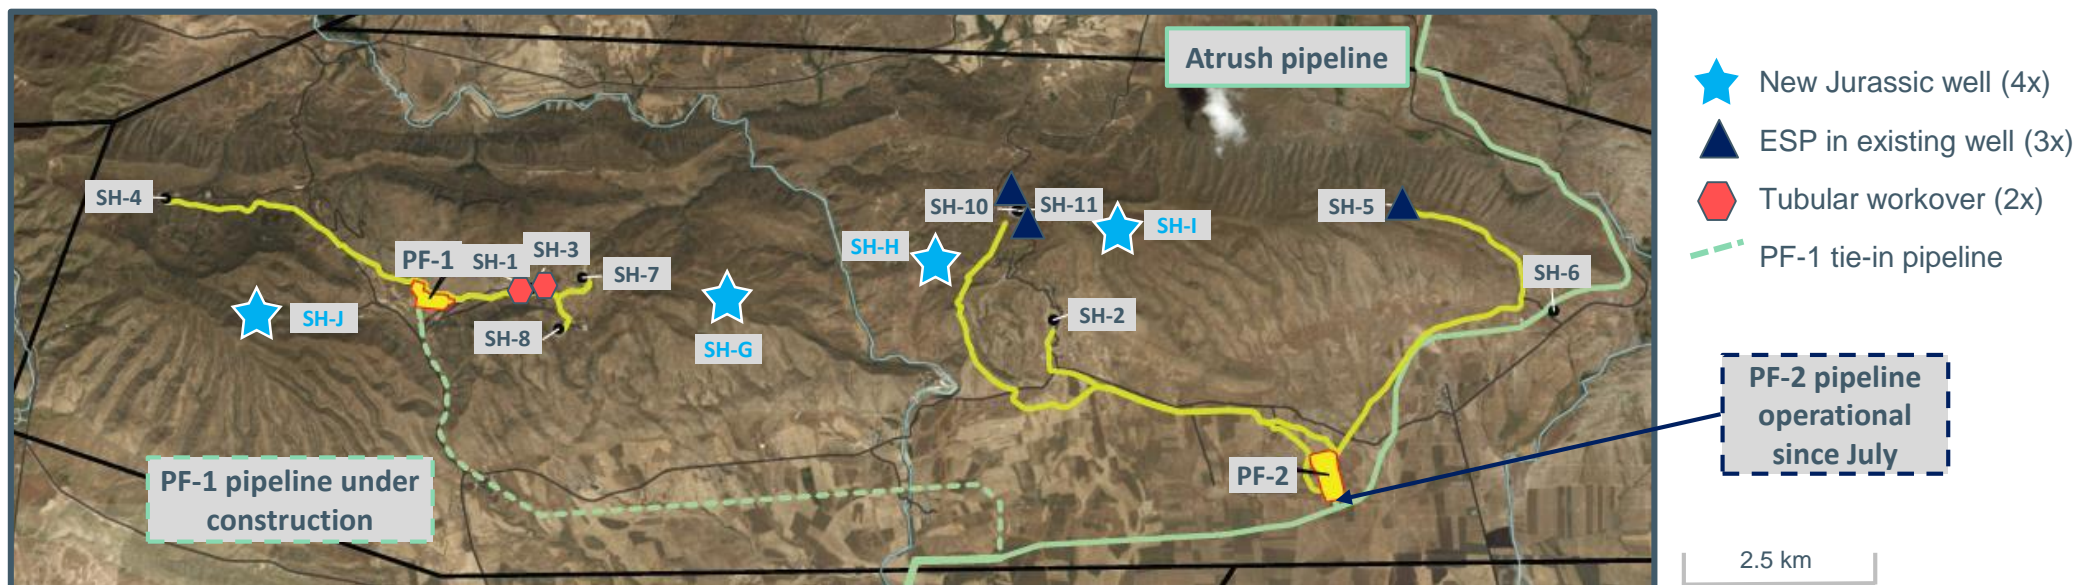 Atrush pipeline
SH-4
PF-1
SH-1
SH-3
SH-7
SH-8
SH-J
SH-G
SH-H
SH-10
SH-11
SH-I
SH-2
SH-5
SH-6
PF-2
PF-1 pipeline under
construction
New Jurassic well (4x)
ESP in existing well (3x)
Tubular workover (2x)
PF-1 tie-in pipeline
PF-2 pipeline
operational
since July
2.5 km